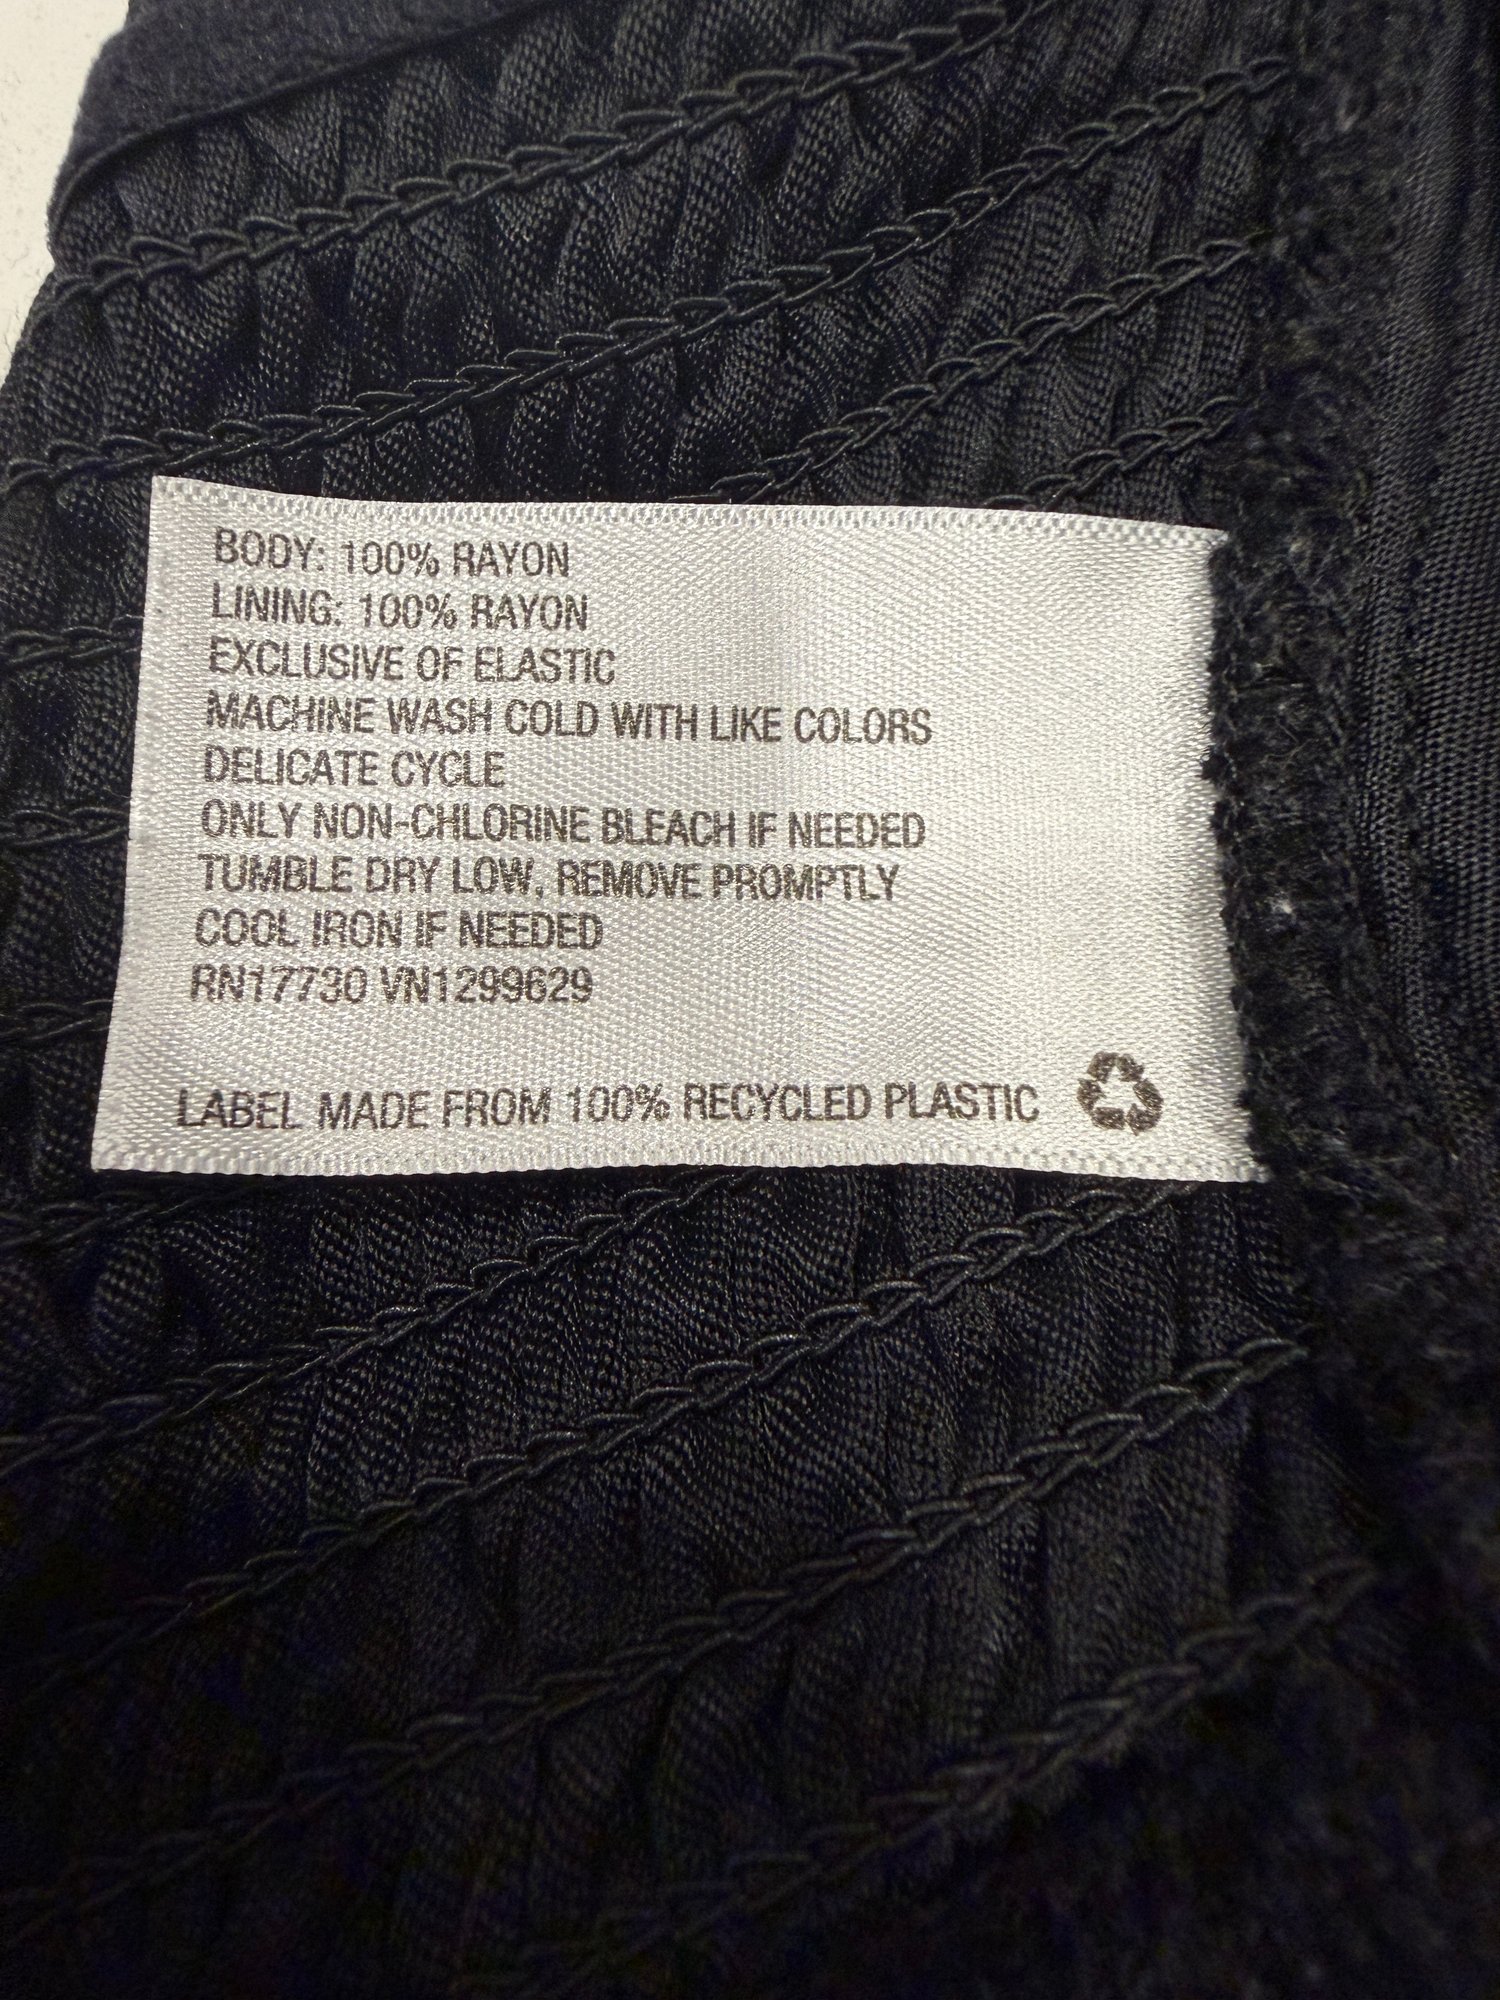 BODY: 100% RAYON
LINING: 100% RAYON
EXCLUSIVE OF ELASTIC
MACHINE WASH COLD WITH LIKE COLORS
DELICATE CYCLE
ONLY NON-CHLORINE BLEACH IF NEEDED
TUMBLE DRY LOW, REMOVE PROMPTLY
COOL IRON IF NEEDED
RN17730 VN1299629
LABEL MADE FROM 100% RECYCLED PLASTIC